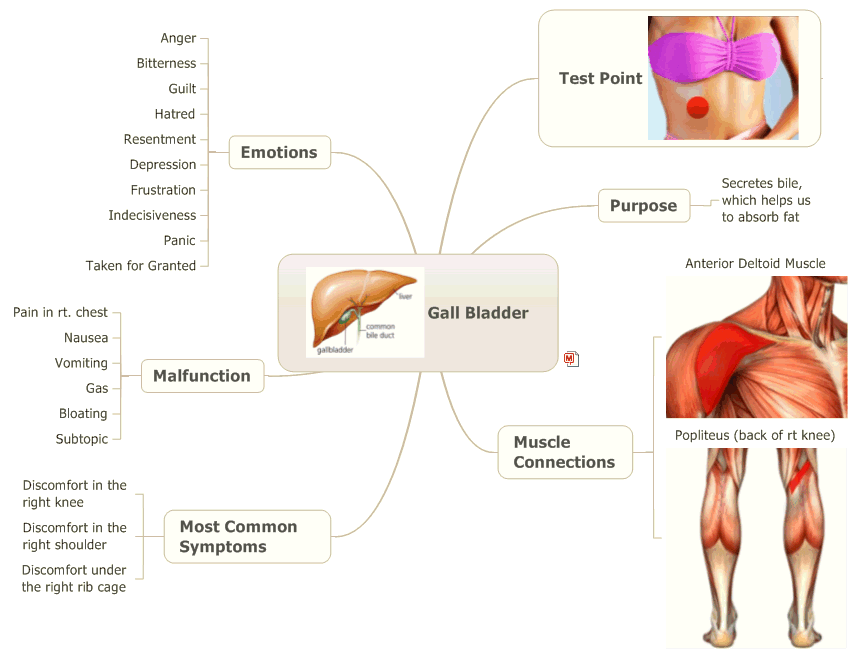 Anger
Bitterness
Guilt
Hatred
Resentment
Depression
Frustration
Indecisiveness
Panic
Taken for Granted
Emotions
Test Point
Purpose
Secretes bile,
which helps us
to absorb fat
Gall Bladder
liver
common
bile duct
gallbladder
M
Pain in rt. chest
Nausea
Vomiting
Gas
Bloating
Subtopic
Malfunction
Anterior Deltoid Muscle
Popliteus (back of rt knee)
Muscle
Connections
Discomfort in the
right knee
Discomfort in the
right shoulder
Discomfort under
the right rib cage
Most Common
Symptoms